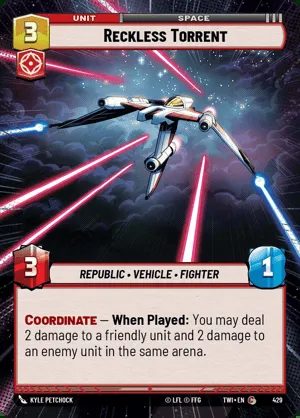 UNIT
SPACE
3
RECKLESS TORRENT
3
REPUBLIC • VEHICLE • FIGHTER
1
COORDINATE — When Played: You may deal
2 damage to a friendly unit and 2 damage to
an enemy unit in the same arena.
KYLE PETCHOCK
© LFL © FFG
TWI • EN
C
429